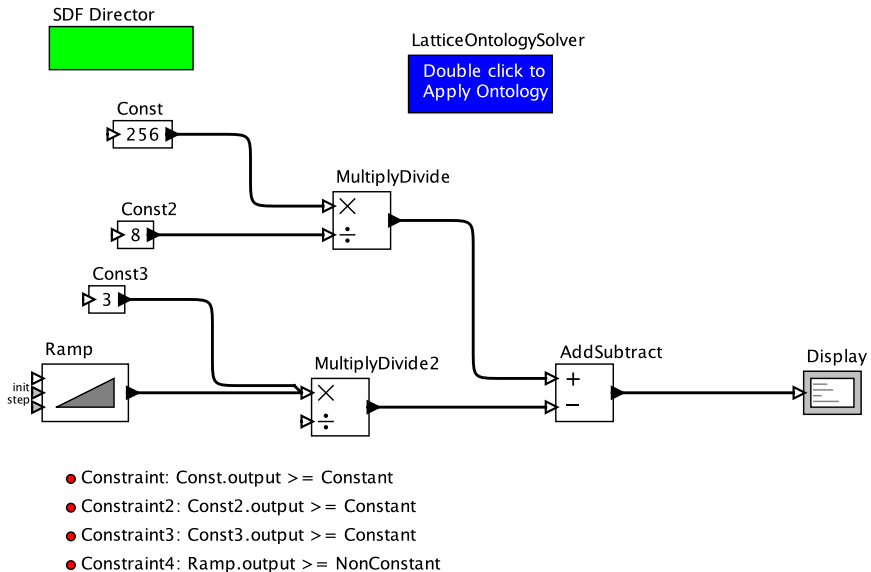 SDF Director
LatticeOntologySolver
Double click to
Apply Ontology
Const
256
MultiplyDivide
×
÷
Const2
8
Const3
3
Ramp
init
step
MultiplyDivide2
×
÷
AddSubtract
+
−
Display
Constraint: Const.output >= Constant
Constraint2: Const2.output >= Constant
Constraint3: Const3.output >= Constant
Constraint4: Ramp.output >= NonConstant